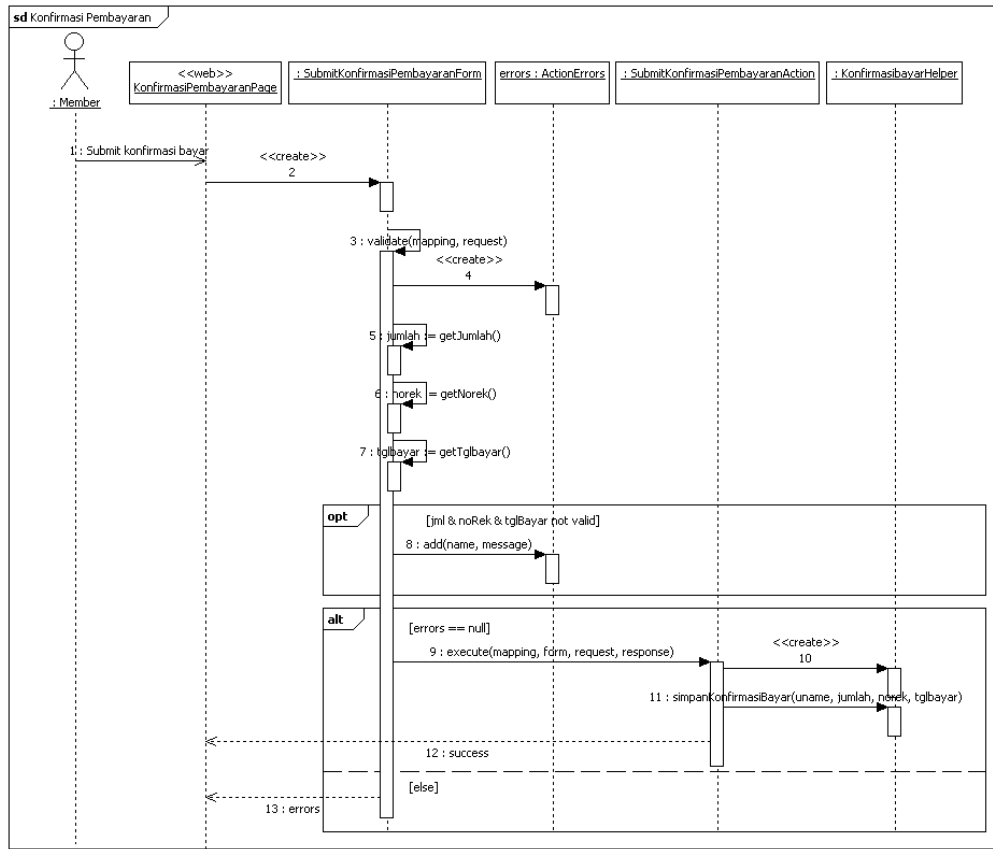 sd Konfirmasi Pembayaran
: Member
<<web>>
KonfirmasiPembayaranPage
: SubmitKonfirmasiPembayaranForm
errors : ActionErrors
: SubmitKonfirmasiPembayaranAction
: KonfirmasibayarHelper
1 : Submit konfirmasi bayar
<<create>>
2
3 : validate(mapping, request)
<<create>>
4
5 : jumlah := getJumlah()
6 : norek := getNorek()
7 : tglbayar := getTglbayar()
opt
[jml & noRek & tglBayar not valid]
8 : add(name, message)
alt
[errors == null]
9 : execute(mapping, form, request, response)
<<create>>
10
11 : simpanKonfirmasiBayar(uname, jumlah, norek, tglbayar)
12 : success
[else]
13 : errors